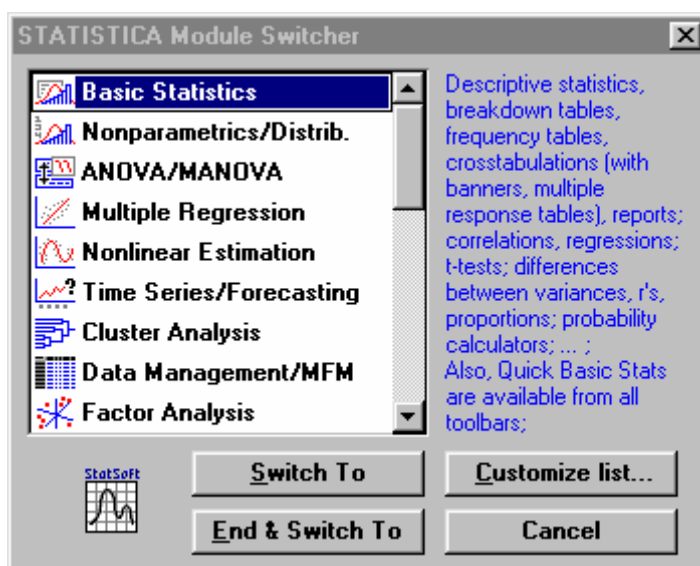 STATISTICA Module Switcher
Basic Statistics
Nonparametrics/Distrib.
ANOVA/MANOVA
Multiple Regression
Nonlinear Estimation
Time Series/Forecasting
Cluster Analysis
Data Management/MFM
Factor Analysis
Descriptive statistics,
breakdown tables,
frequency tables,
crosstabulations (with
banners, multiple
response tables), reports;
correlations, regressions;
t-tests; differences
between variances, r's,
proportions; probability
calculators; ... ;
Also, Quick Basic Stats
are available from all
toolbars;
StatSoft
Switch To
Customize list...
End & Switch To
Cancel